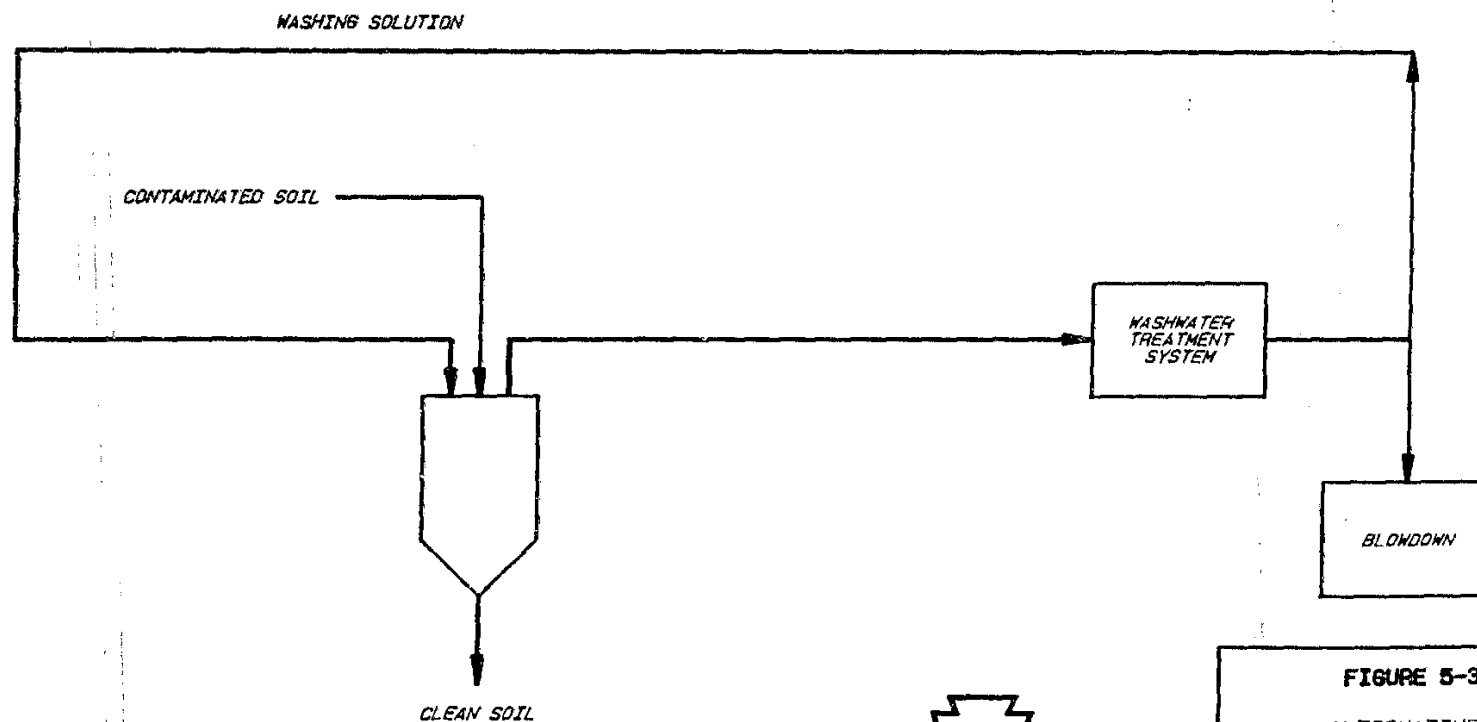 WASHING SOLUTION
CONTAMINATED SOIL
WASHWATER
TREATMENT
SYSTEM
BLOWDOWN
CLEAN SOIL
FIGURE 5-3